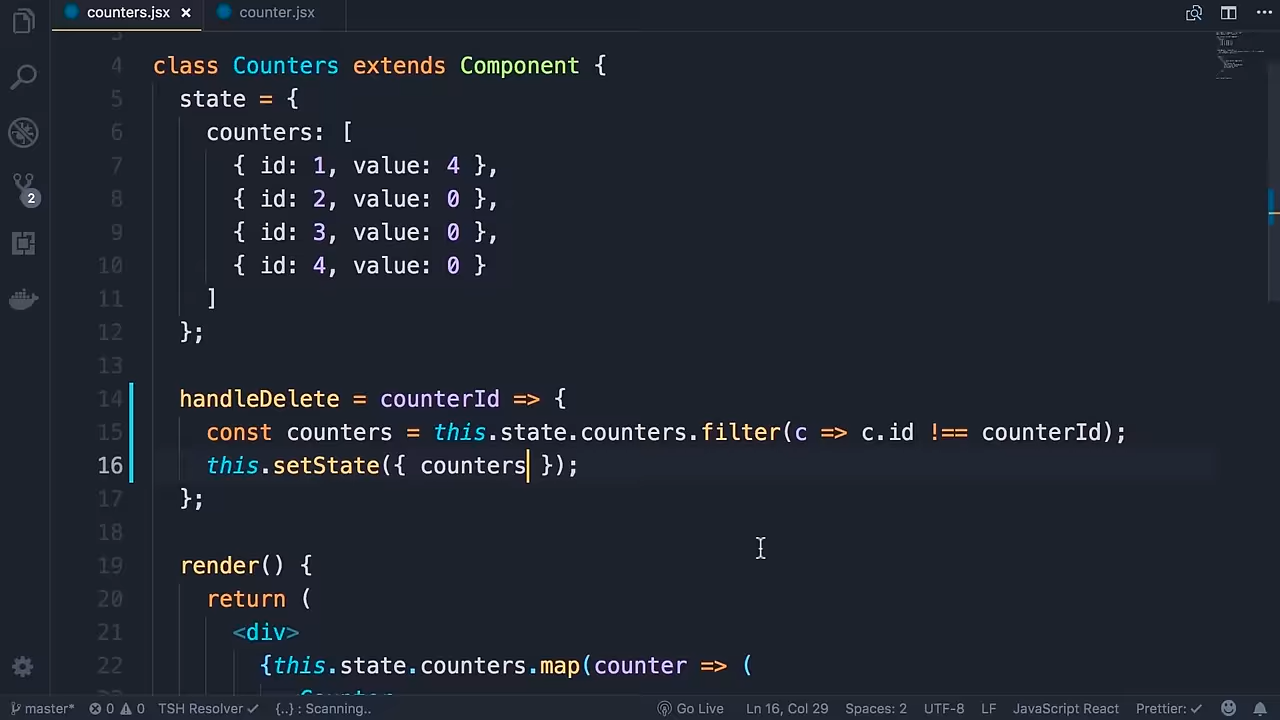 counters.jsx × counter.jsx
3
4 class Counters extends Component {
5 state = {
6 counters: [
7 { id: 1, value: 4 },
8 { id: 2, value: 0 },
9 { id: 3, value: 0 },
10 { id: 4, value: 0 }
11 ]
12 };
13
14 handleDelete = counterId => {
15 const counters = this.state.counters.filter(c => c.id !== counterId);
16 this.setState({ counters });
17 };
18
19 render() {
20 return (
21 <div>
22 {this.state.counters.map(counter => (
2
master* 0 0 TSH Resolver {..} : Scanning.. Go Live Ln 16, Col 29 Spaces: 2 UTF-8 LF JavaScript React Prettier: